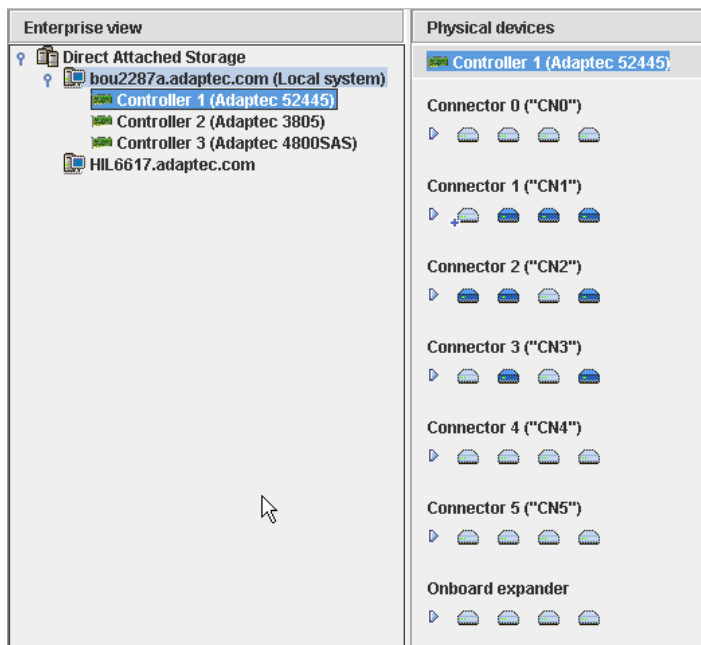 Enterprise view
Direct Attached Storage
bou2287a.adaptec.com (Local system)
Controller 1 (Adaptec 52445)
Controller 2 (Adaptec 3805)
Controller 3 (Adaptec 4800SAS)
HIL6617.adaptec.com
Physical devices
Controller 1 (Adaptec 52445)
Connector 0 ("CN0")
Connector 1 ("CN1")
Connector 2 ("CN2")
Connector 3 ("CN3")
Connector 4 ("CN4")
Connector 5 ("CN5")
Onboard expander